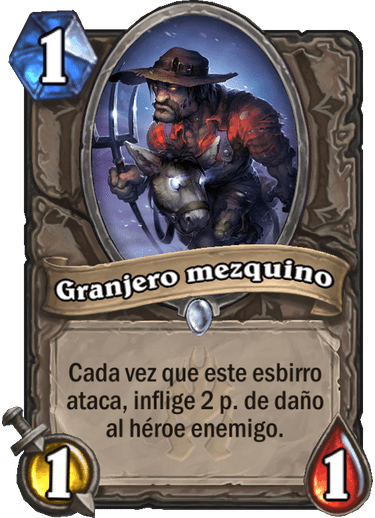 1
Granjero mezquino
Cada vez que este esbirro
ataca, inflige 2 p. de daño
al héroe enemigo.
1
1